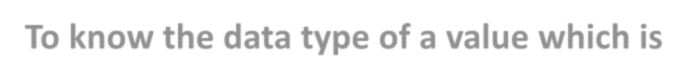 To know the data type of a value which is